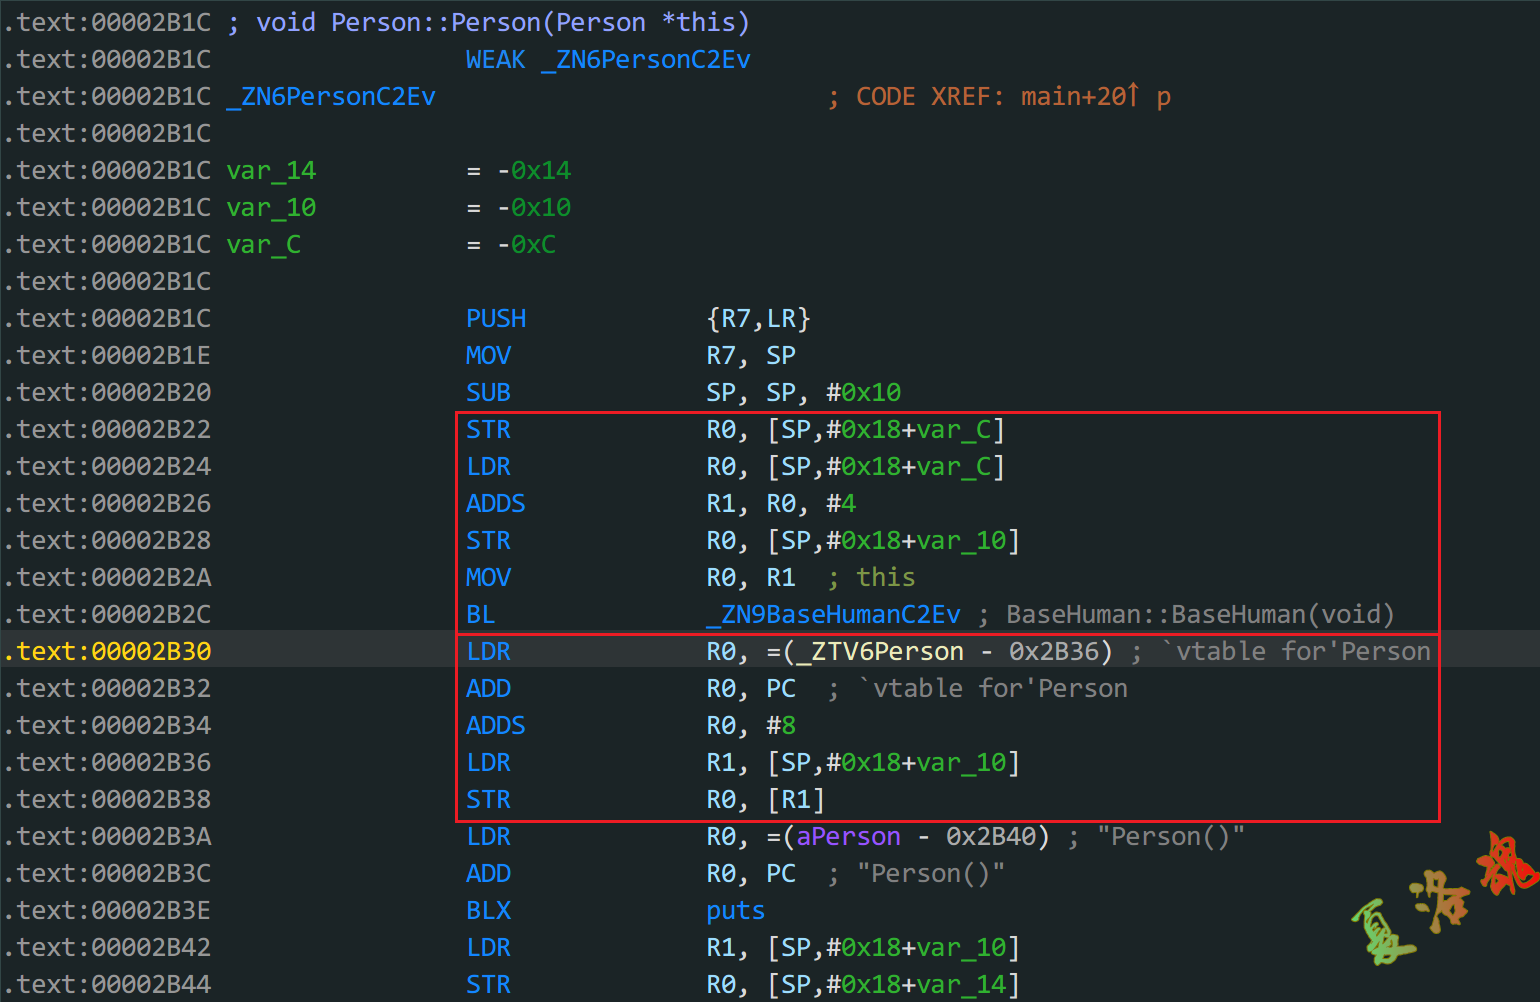 .text:00002B1C ; void Person::Person(Person *this)
.text:00002B1C WEAK _ZN6PersonC2Ev
.text:00002B1C _ZN6PersonC2Ev ; CODE XREF: main+20↑ p
.text:00002B1C
.text:00002B1C var_14 = -0x14
.text:00002B1C var_10 = -0x10
.text:00002B1C var_C = -0xC
.text:00002B1C
.text:00002B1C PUSH {R7,LR}
.text:00002B1E MOV R7, SP
.text:00002B20 SUB SP, SP, #0x10
.text:00002B22 STR R0, [SP,#0x18+var_C]
.text:00002B24 LDR R0, [SP,#0x18+var_C]
.text:00002B26 ADDS R1, R0, #4
.text:00002B28 STR R0, [SP,#0x18+var_10]
.text:00002B2A MOV R0, R1 ; this
.text:00002B2C BL _ZN9BaseHumanC2Ev ; BaseHuman::BaseHuman(void)
.text:00002B30 LDR R0, =(_ZTV6Person - 0x2B36) ; `vtable for'Person
.text:00002B32 ADD R0, PC ; `vtable for'Person
.text:00002B34 ADDS R0, #8
.text:00002B36 LDR R1, [SP,#0x18+var_10]
.text:00002B38 STR R0, [R1]
.text:00002B3A LDR R0, =(aPerson - 0x2B40) ; "Person()"
.text:00002B3C ADD R0, PC ; "Person()"
.text:00002B3E BLX puts
.text:00002B42 LDR R1, [SP,#0x18+var_10]
.text:00002B44 STR R0, [SP,#0x18+var_14]
夏洛